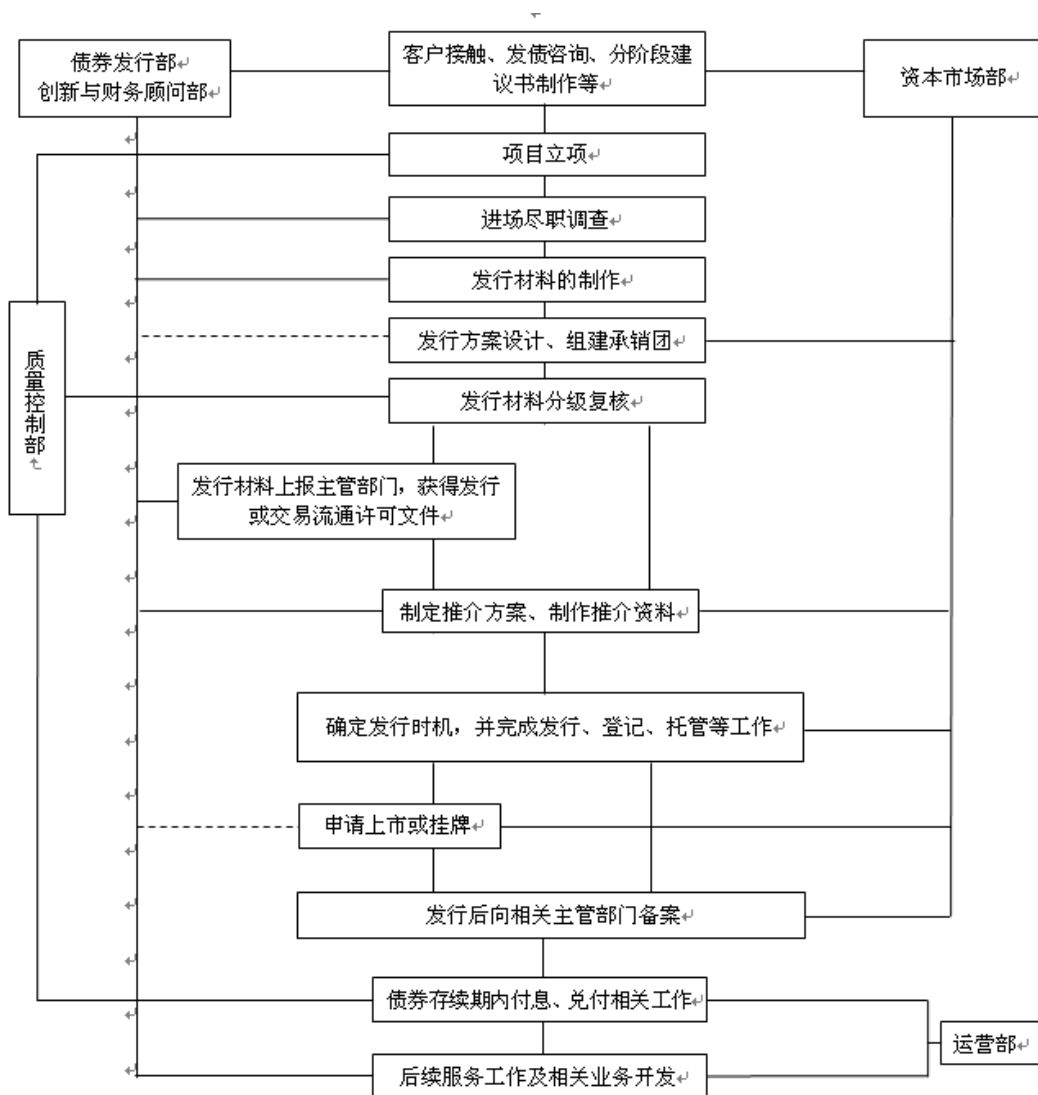 债券发行部
创新与财务顾问部
客户接触、发债咨询、分阶段建
议书制作等
资本市场部
项目立项
进场尽职调查
发行材料的制作
发行方案设计、组建承销团
质量控制部
发行材料分级复核
发行材料上报主管部门，获得发行
或交易流通许可文件
制定推介方案、制作推介资料
确定发行时机，并完成发行、登记、托管等工作
申请上市或挂牌
发行后向相关主管部门备案
债券存续期内付息、兑付相关工作
运营部
后续服务工作及相关业务开发